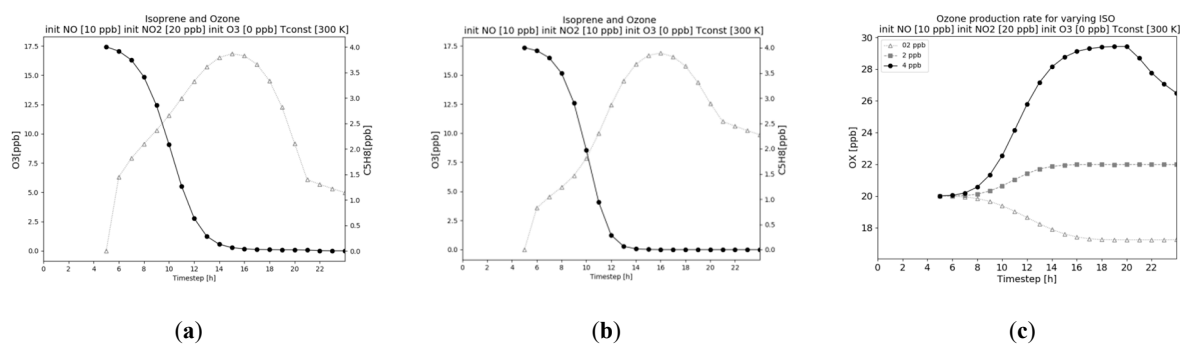 Isoprene and Ozone
init NO [10 ppb] init NO2 [20 ppb] init O3 [0 ppb] Tconst [300 K]
17.5
15.0
12.5
10.0
7.5
5.0
2.5
0.0
O3[ppb]
4.0
3.5
3.0
2.5
2.0
1.5
1.0
0.5
0.0
C5H8[ppb]
0 2 4 6 8 10 12 14 16 18 20 22
Timestep [h]
(a)
Isoprene and Ozone
init NO [10 ppb] init NO2 [10 ppb] init O3 [0 ppb] Tconst [300 K]
17.5
15.0
12.5
10.0
7.5
5.0
2.5
0.0
O3[ppb]
4.0
3.5
3.0
2.5
2.0
1.5
1.0
0.5
0.0
C5H8[ppb]
0 2 4 6 8 10 12 14 16 18 20 22
Timestep [h]
(b)
Ozone production rate for varying ISO
init NO [10 ppb] init NO2 [20 ppb] init O3 [0 ppb] Tconst [300 K]
02 ppb
2 ppb
4 ppb
30
28
26
24
22
20
18
OX [ppb]
0 2 4 6 8 10 12 14 16 18 20 22
Timestep [h]
(c)